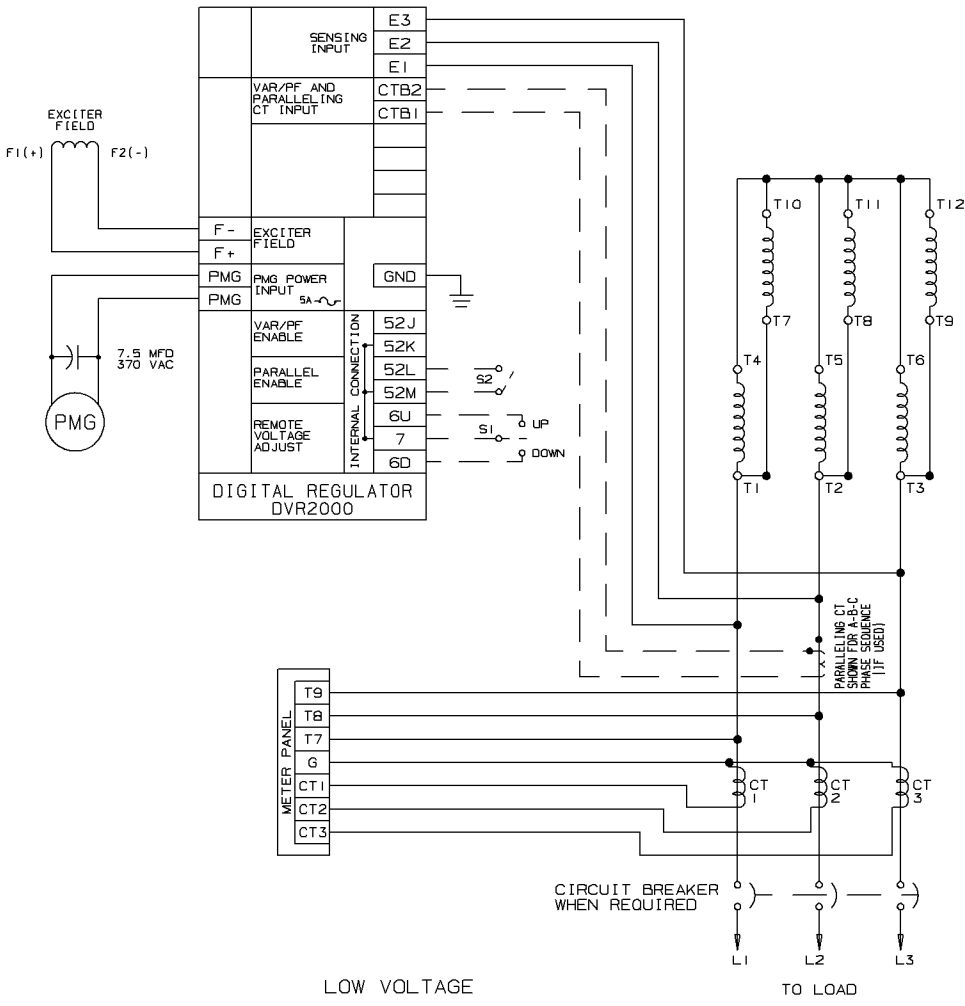 E3
SENSING
INPUT
E2
E1
VAR/PF AND
PARALLELING
CT INPUT
CTB2
CTB1
EXCITER
FIELD
F1(+)
F2(-)
F-
F+
EXCITER
FIELD
PMG
PMG
PMG POWER
INPUT
5A
GND
VAR/PF
ENABLE
PARALLEL
ENABLE
REMOTE
VOLTAGE
ADJUST
INTERNAL CONNECTION
52J
52K
52L
52M
6U
7
6D
S2
S1
UP
DOWN
7.5 MFD
370 VAC
PMG
DIGITAL REGULATOR
DVR2000
T10
T11
T12
T7
T8
T9
T4
T5
T6
T1
T2
T3
PARALLELING CT
SHOWN FOR A-B-C
PHASE SEQUENCE
(IF USED)
METER PANEL
T9
T8
T7
G
CT1
CT2
CT3
CT
1
CT
2
CT
3
CIRCUIT BREAKER
WHEN REQUIRED
L1
L2
L3
LOW VOLTAGE
TO LOAD